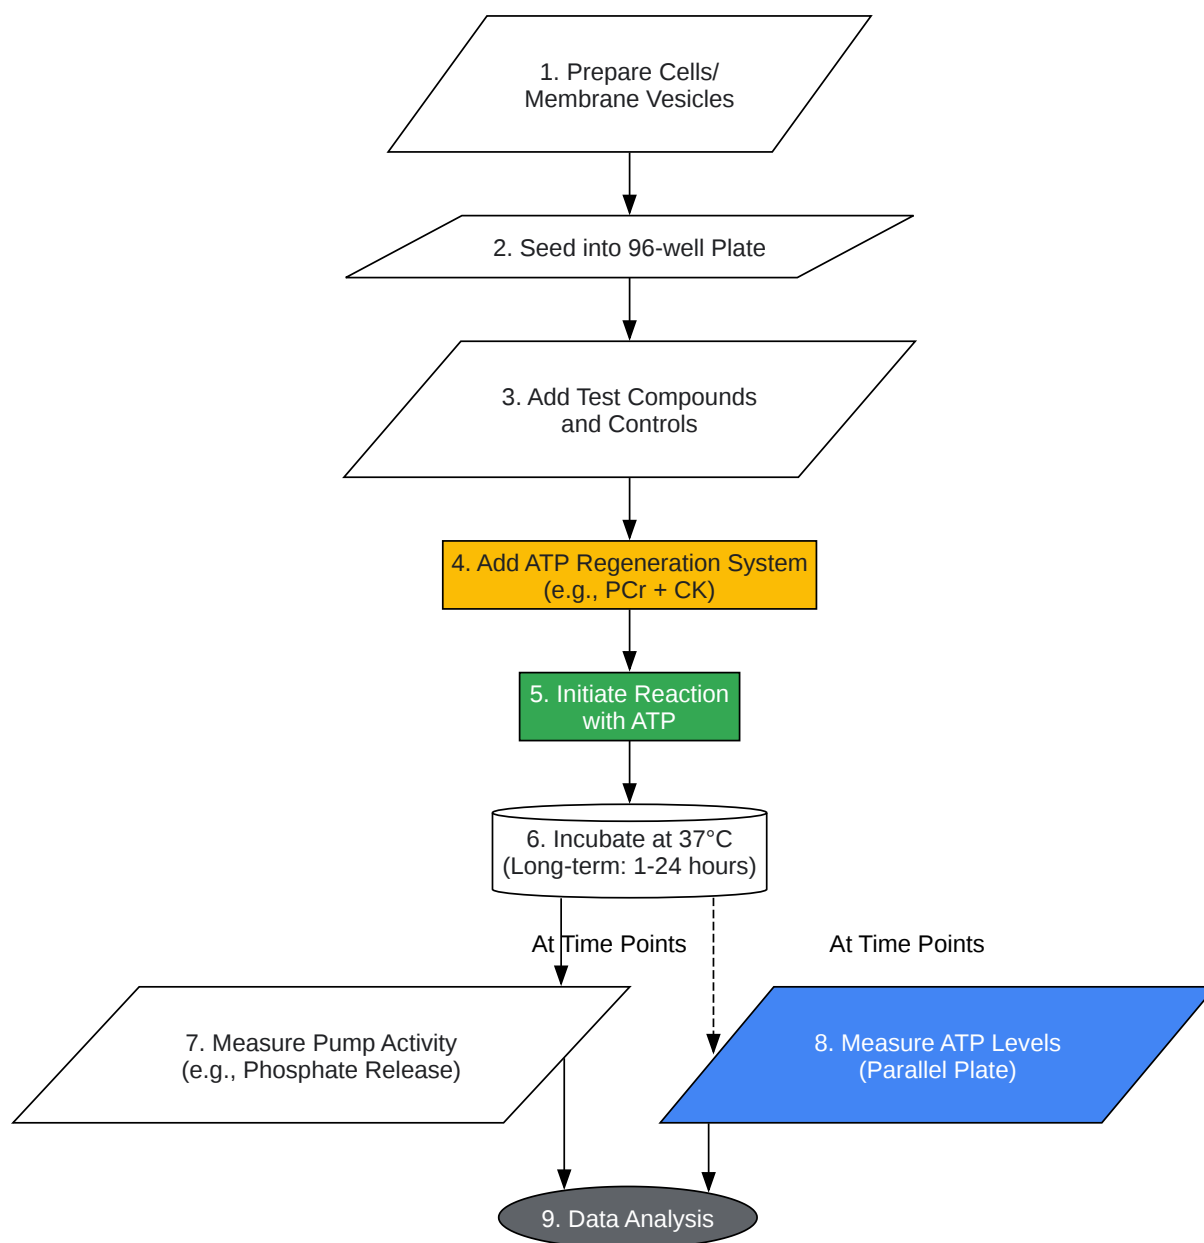 1. Prepare Cells/
Membrane Vesicles
2. Seed into 96-well Plate
3. Add Test Compounds
and Controls
4. Add ATP Regeneration System
(e.g., PCr + CK)
5. Initiate Reaction
with ATP
6. Incubate at 37°C
(Long-term: 1-24 hours)
At Time Points
At Time Points
7. Measure Pump Activity
(e.g., Phosphate Release)
8. Measure ATP Levels
(Parallel Plate)
9. Data Analysis